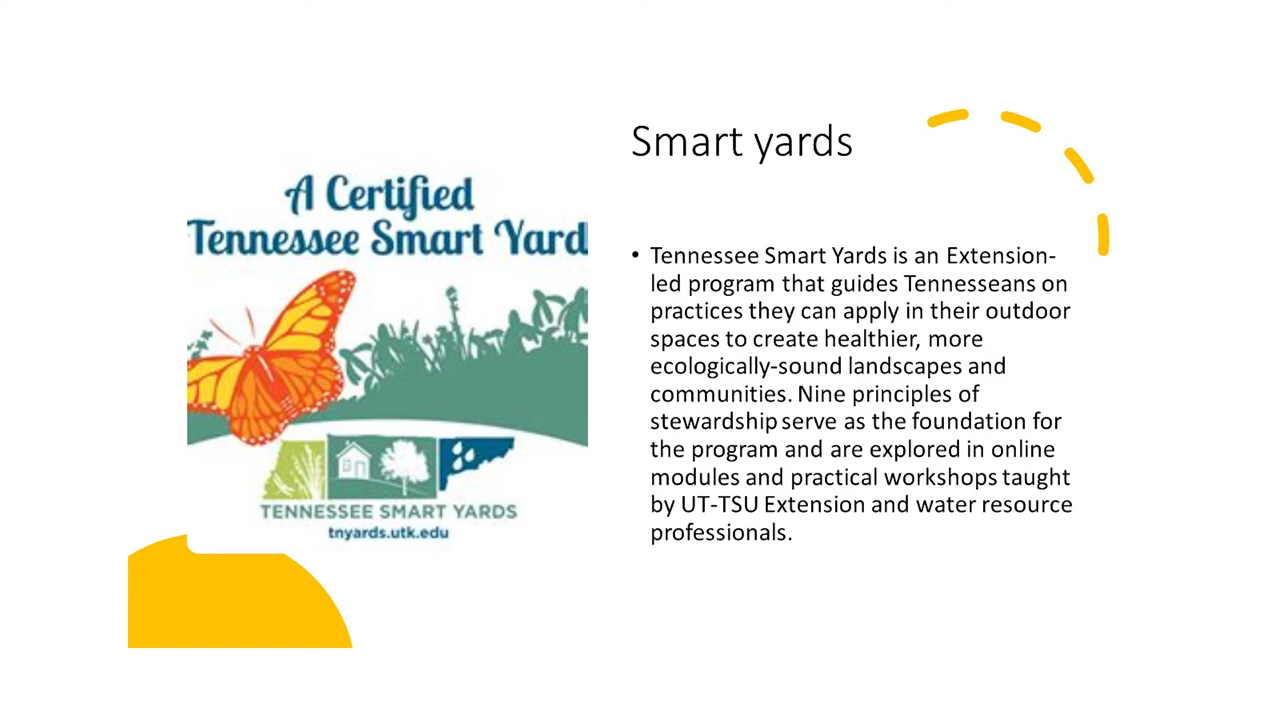 A Certified
Tennessee Smart Yard
TENNESSEE SMART YARDS
tnyards.utk.edu
Smart yards
• Tennessee Smart Yards is an Extension-
led program that guides Tennesseans on
practices they can apply in their outdoor
spaces to create healthier, more
ecologically-sound landscapes and
communities. Nine principles of
stewardship serve as the foundation for
the program and are explored in online
modules and practical workshops taught
by UT-TSU Extension and water resource
professionals.